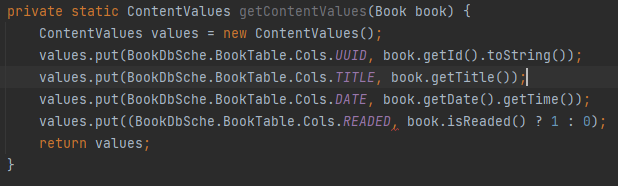 private static ContentValues getContentValues(Book book) {
    ContentValues values = new ContentValues();
    values.put(BookDbSche.BookTable.Cols.UUID, book.getId().toString());
    values.put(BookDbSche.BookTable.Cols.TITLE, book.getTitle());
    values.put(BookDbSche.BookTable.Cols.DATE, book.getDate().getTime());
    values.put((BookDbSche.BookTable.Cols.READED, book.isReaded() ? 1 : 0);
    return values;
}